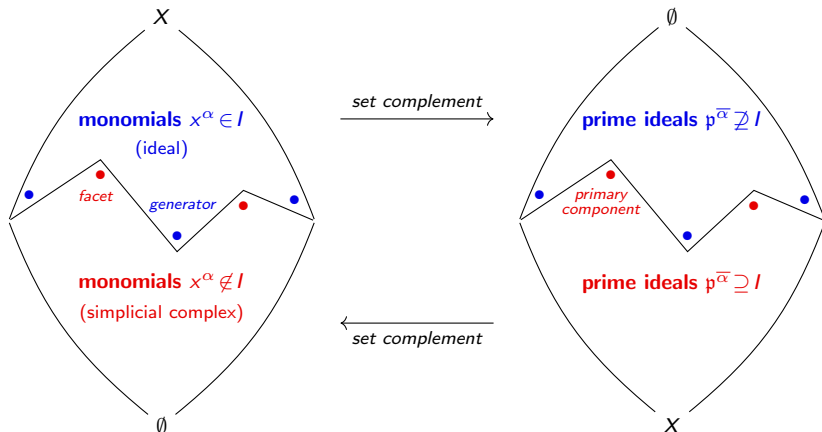 X
monomials x^α ∈ I
(ideal)
facet
generator
monomials x^α ∉ I
(simplicial complex)
∅
set complement
set complement
∅
prime ideals 𝔭^α̅ ⊉ I
primary
component
prime ideals 𝔭^α̅ ⊇ I
X